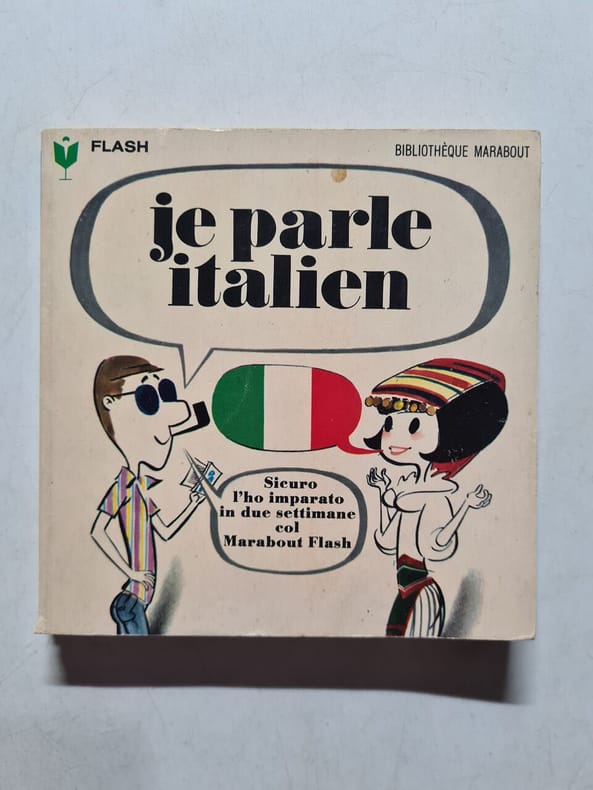 FLASH
BIBLIOTHÈQUE MARABOUT
je parle
italien
Sicuro
l'ho imparato
in due settimane
col
Marabout Flash